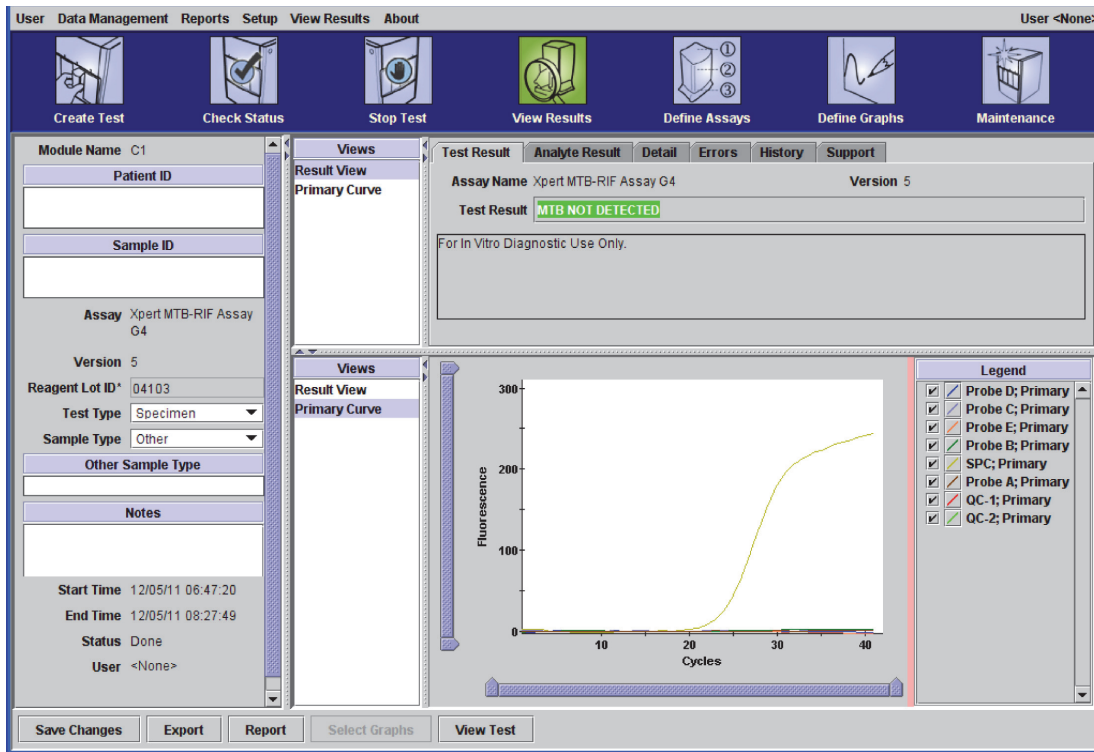 User Data Management Reports Setup View Results About User <None>
Create Test Check Status Stop Test View Results Define Assays Define Graphs Maintenance
1
2
3
Module Name C1
Patient ID
Sample ID
Assay Xpert MTB-RIF Assay
G4
Version 5
Reagent Lot ID* 04103
Test Type Specimen
Sample Type Other
Other Sample Type
Notes
Start Time 12/05/11 06:47:20
End Time 12/05/11 08:27:49
Status Done
User <None>
Views
Result View
Primary Curve
Test Result Analyte Result Detail Errors History Support
Assay Name Xpert MTB-RIF Assay G4 Version 5
Test Result MTB NOT DETECTED
For In Vitro Diagnostic Use Only.
Views
Result View
Primary Curve
300
200
100
0
Fluorescence
10 20 30 40
Cycles
Legend
Probe D; Primary
Probe C; Primary
Probe E; Primary
Probe B; Primary
SPC; Primary
Probe A; Primary
QC-1; Primary
QC-2; Primary
Save Changes Export Report Select Graphs View Test